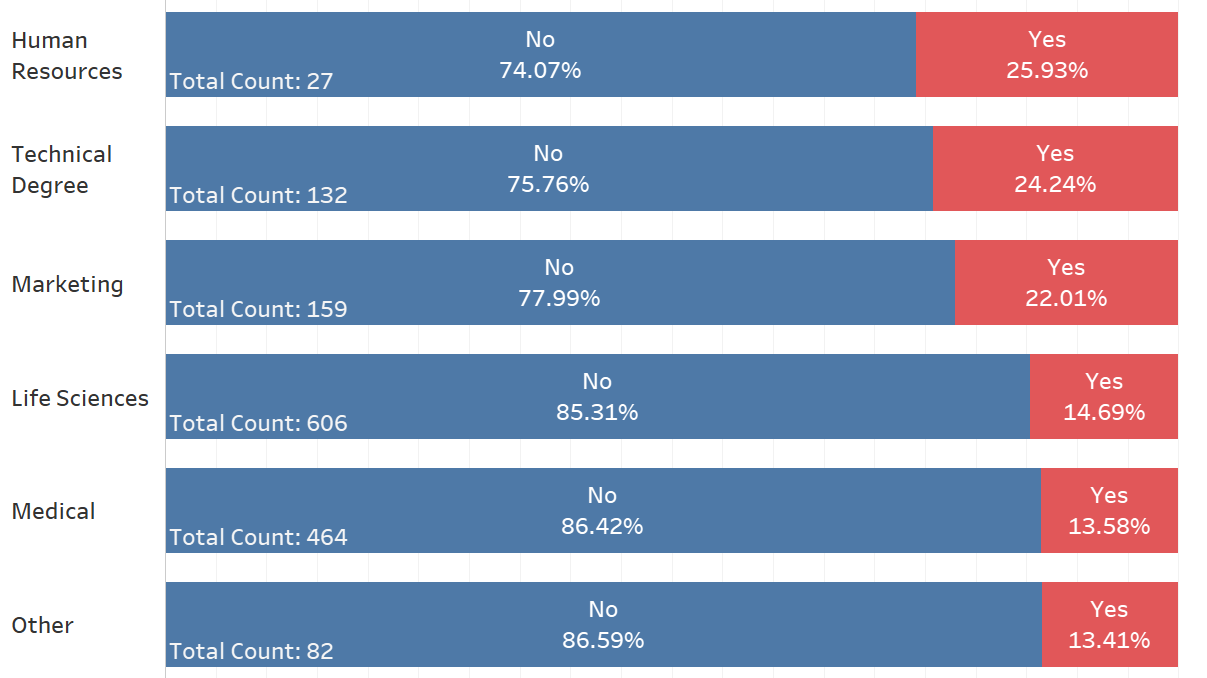 Human
Resources
No
74.07%
Total Count: 27
Yes
25.93%
Technical
Degree
No
75.76%
Total Count: 132
Yes
24.24%
Marketing
No
77.99%
Total Count: 159
Yes
22.01%
Life Sciences
No
85.31%
Total Count: 606
Yes
14.69%
Medical
No
86.42%
Total Count: 464
Yes
13.58%
Other
No
86.59%
Total Count: 82
Yes
13.41%